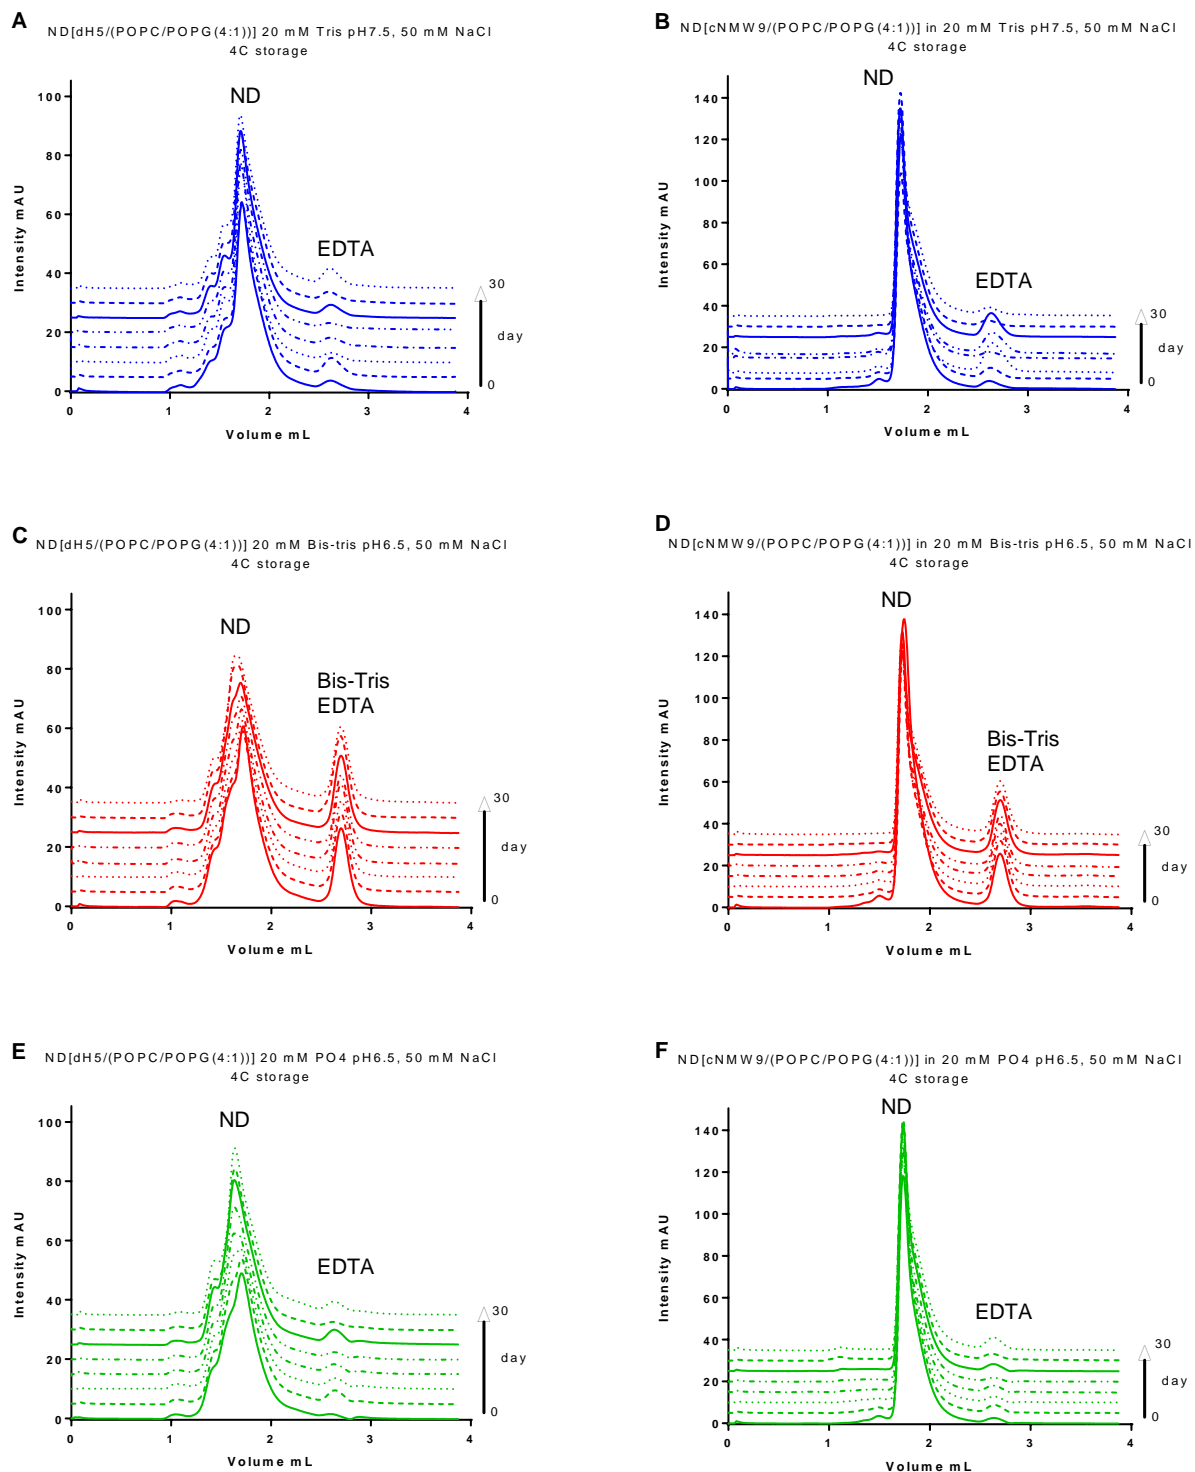 A
ND[dH5/(POPC/POPG(4:1))] 20 mM Tris pH7.5, 50 mM NaCl
4C storage
ND
EDTA
100
80
60
40
20
0
Intensity mAU
0 1 2 3 4
Volume mL
30
day
0
B
ND[cNMW9/(POPC/POPG(4:1))] in 20 mM Tris pH7.5, 50 mM NaCl
4C storage
ND
EDTA
140
120
100
80
60
40
20
0
Intensity mAU
0 1 2 3 4
Volume mL
30
day
0
C
ND[dH5/(POPC/POPG(4:1))] 20 mM Bis-tris pH6.5, 50 mM NaCl
4C storage
ND
Bis-Tris
EDTA
100
80
60
40
20
0
Intensity mAU
0 1 2 3 4
Volume mL
30
day
0
D
ND[cNMW9/(POPC/POPG(4:1))] in 20 mM Bis-tris pH6.5, 50 mM NaCl
4C storage
ND
Bis-Tris
EDTA
140
120
100
80
60
40
20
0
Intensity mAU
0 1 2 3 4
Volume mL
30
day
0
E
ND[dH5/(POPC/POPG(4:1))] 20 mM PO4 pH6.5, 50 mM NaCl
4C storage
ND
EDTA
100
80
60
40
20
0
Intensity mAU
0 1 2 3 4
Volume mL
30
day
0
F
ND[cNMW9/(POPC/POPG(4:1))] in 20 mM PO4 pH6.5, 50 mM NaCl
4C storage
ND
EDTA
140
120
100
80
60
40
20
0
Intensity mAU
0 1 2 3 4
Volume mL
30
day
0